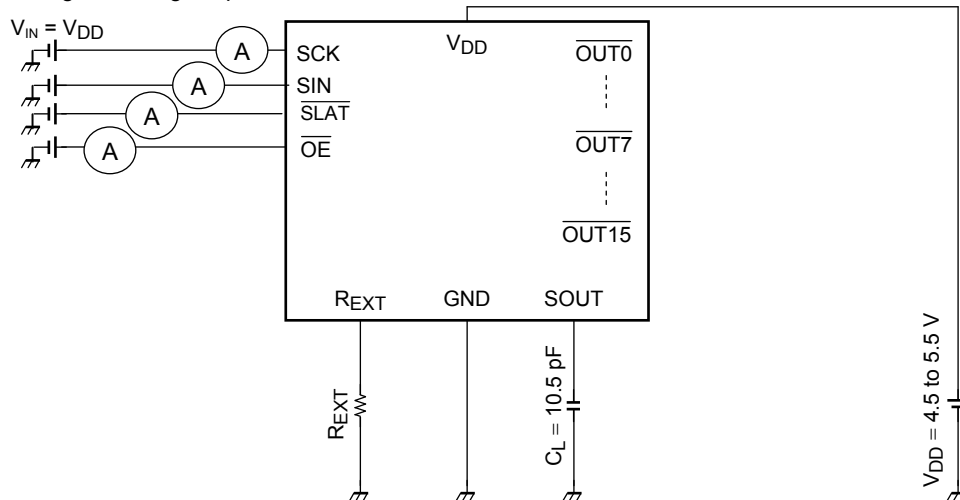 V_IN = V_DD
A
SCK
V_DD
OUT0
A
SIN
A
SLAT
A
OE
OUT7
OUT15
R_EXT
GND
SOUT
R_EXT
C_L = 10.5 pF
V_DD = 4.5 to 5.5 V